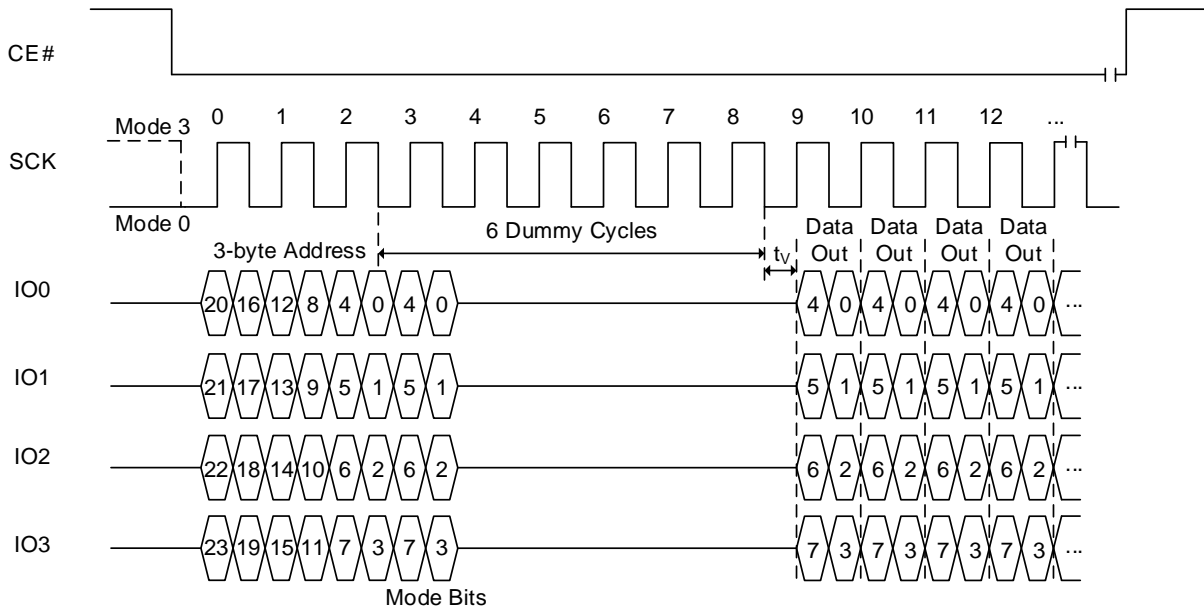 CE#
0 1 2 3 4 5 6 7 8 9 10 11 12 ...
Mode 3
SCK
Mode 0
6 Dummy Cycles
3-byte Address
tV
Data Out
Data Out
Data Out
Data Out
IO0 20 16 12 8 4 0 4 0 4 0 4 0 4 0 4 0 ...
IO1 21 17 13 9 5 1 5 1 5 1 5 1 5 1 5 1 ...
IO2 22 18 14 10 6 2 6 2 6 2 6 2 6 2 6 2 ...
IO3 23 19 15 11 7 3 7 3 7 3 7 3 7 3 7 3 ...
Mode Bits